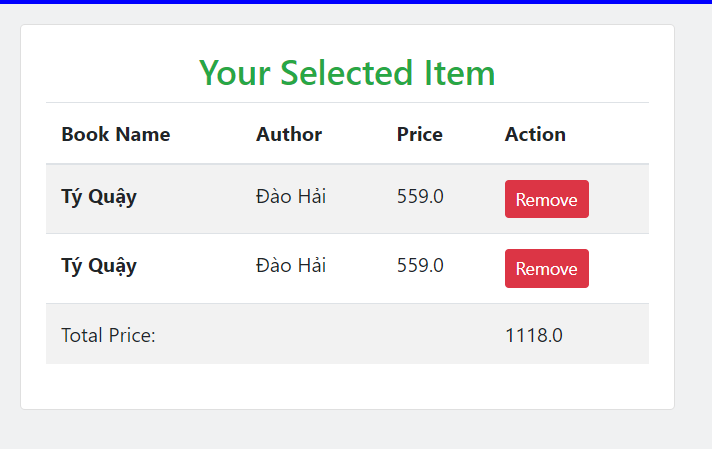 Your Selected Item
Book Name Author Price Action
Tý Quậy Đào Hải 559.0 Remove
Tý Quậy Đào Hải 559.0 Remove
Total Price: 1118.0